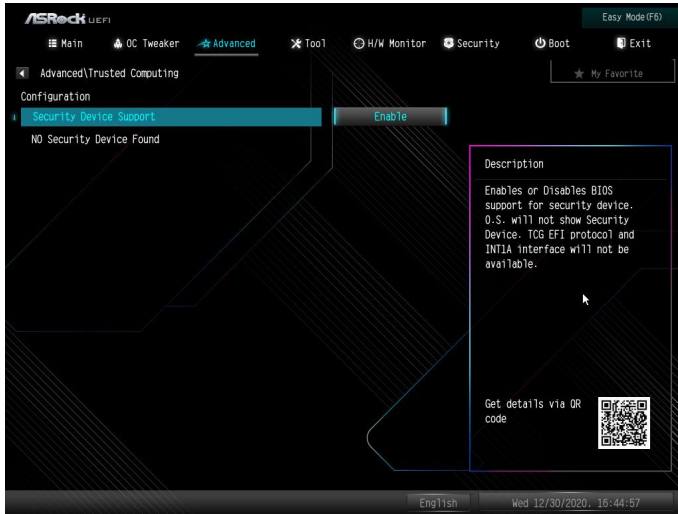 ASRock UEFI
Easy Mode(F6)
Main OC Tweaker Advanced Tool H/W Monitor Security Boot Exit
Advanced\Trusted Computing
My Favorite
Configuration
Security Device Support Enable
NO Security Device Found
Description
Enables or Disables BIOS
support for security device.
O.S. will not show Security
Device. TCG EFI protocol and
INT1A interface will not be
available.
Get details via QR
code
English
Wed 12/30/2020. 16:44:57